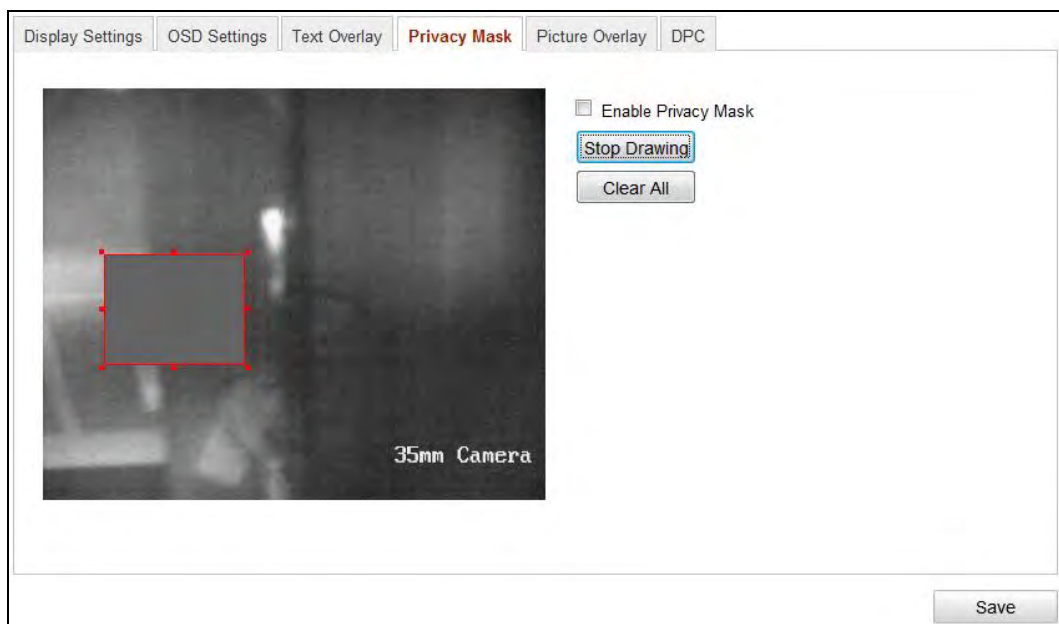 Display Settings OSD Settings Text Overlay Privacy Mask Picture Overlay DPC
Enable Privacy Mask
Stop Drawing
Clear All
35mm Camera
Save